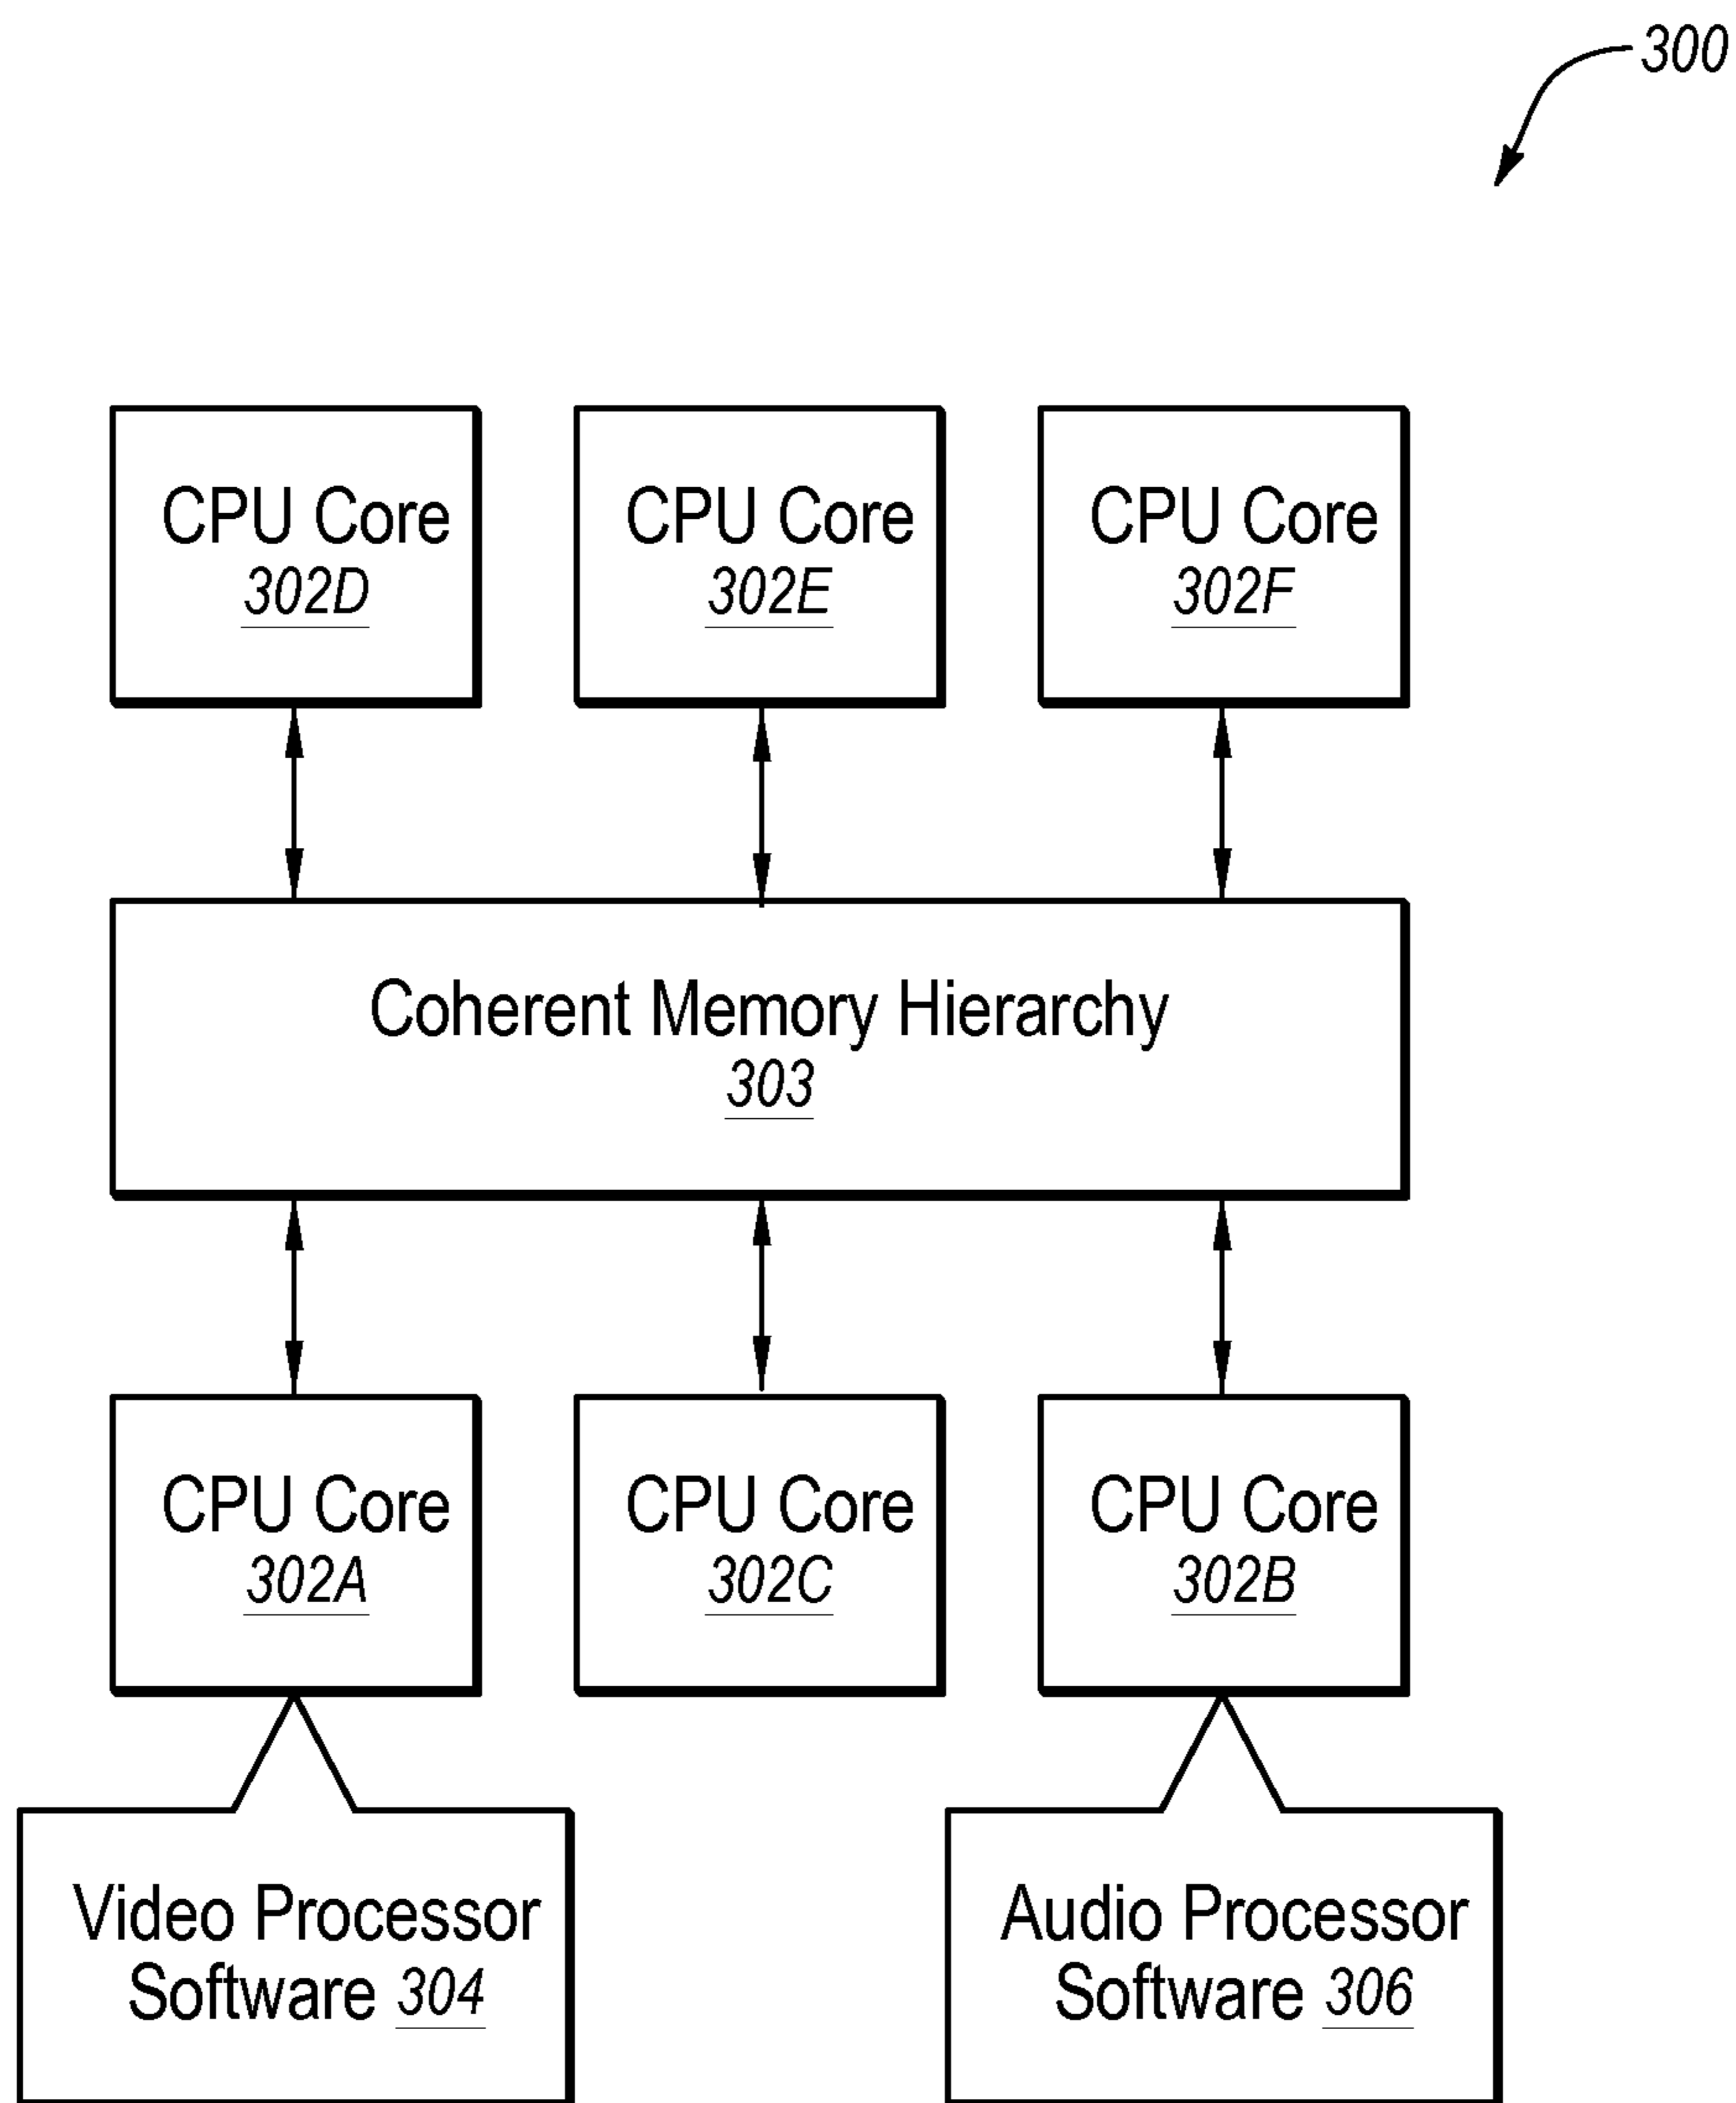 300
CPU Core
302D
CPU Core
302E
CPU Core
302F
Coherent Memory Hierarchy
303
CPU Core
302A
CPU Core
302C
CPU Core
302B
Video Processor
Software 304
Audio Processor
Software 306